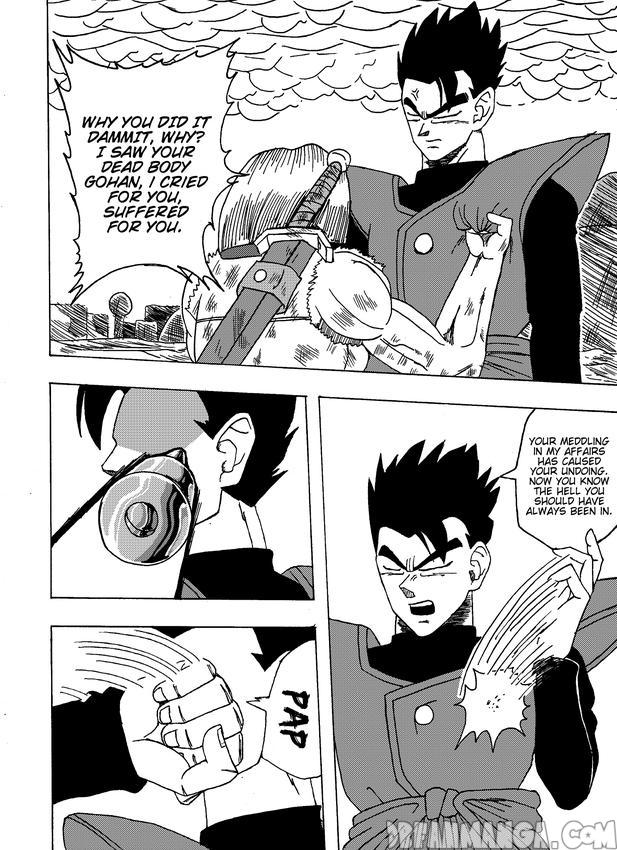 WHY YOU DID IT
DAMMIT, WHY?
I SAW YOUR
DEAD BODY
GOHAN, I CRIED
FOR YOU,
SUFFERED
FOR YOU.
YOUR MEDDLING
IN MY AFFAIRS
HAS CAUSED
YOUR UNDOING.
NOW YOU KNOW
THE HELL YOU
SHOULD HAVE
ALWAYS BEEN IN.
PAP
DREAMMANGA.COM